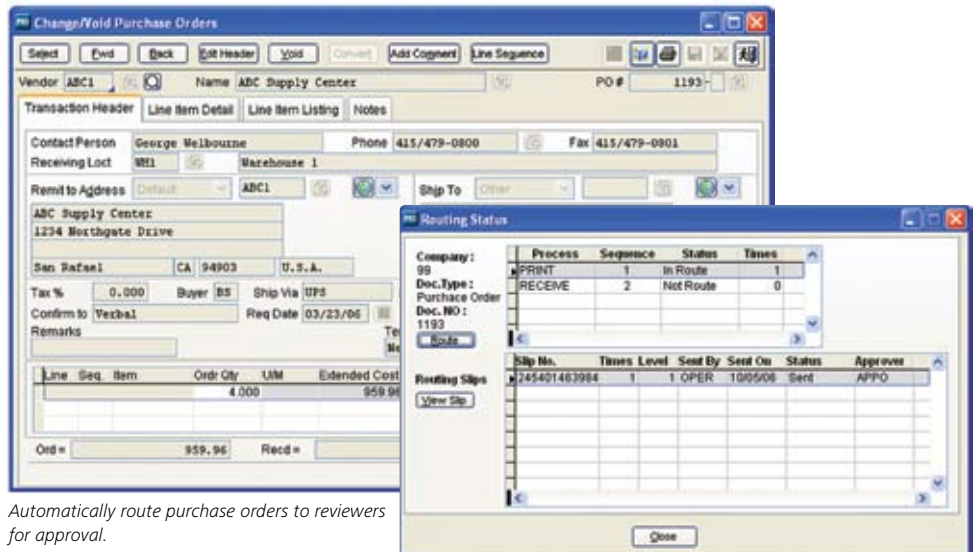 Change/Void Purchase Orders
Select Fwd Back Edit Header Void Convert Add Comment Line Sequence
Vendor ABC1 Name ABC Supply Center PO # 1193-
Transaction Header Line Item Detail Line Item Listing Notes
Contact Person George Welbourne Phone 415/479-0800 Fax 415/479-0801
Receiving Loct WH1 Warehouse 1
Remit to Address Default ABC1 Ship To Other
ABC Supply Center
1234 Northgate Drive
San Rafael CA 94903 U.S.A.
Tax % 0.000 Buyer BS Ship Via UPS
Confirm to Verbal Req Date 03/23/06
Remarks
Line Seq. Item Ordr Qty U/M Extended Cost
4.000 959.96
Ord = 959.96 Recd =
Routing Status
Company:
99
Doc.Type:
Purchace Order
Doc. NO:
1193
Route
Process Sequence Status Times
PRINT 1 In Route 1
RECEIVE 2 Not Route 0
Routing Slips
View Slip
Slip No. Times Level Sent By Sent On Status Approver
245401463984 1 1 OPER 10/05/06 Sent APPO
Close
Automatically route purchase orders to reviewers
for approval.